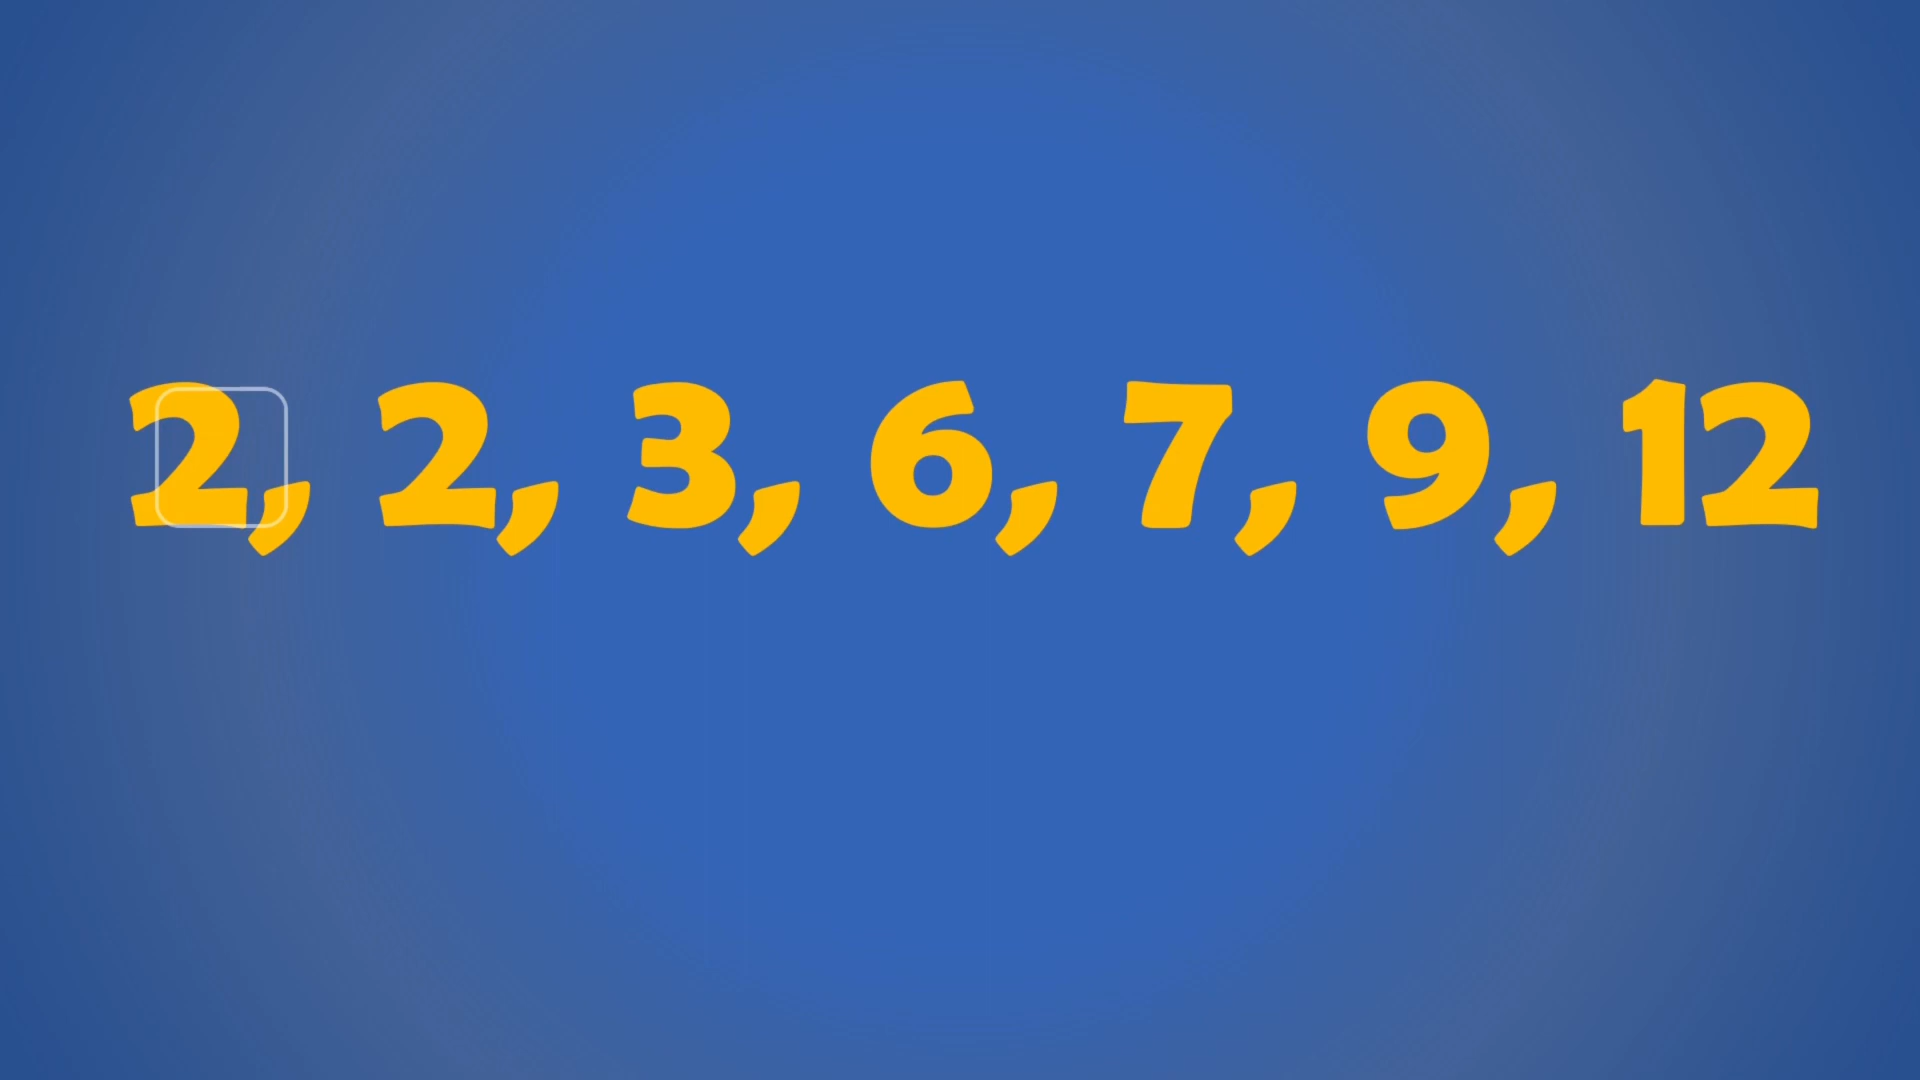 2, 2, 3, 6, 7, 9, 12